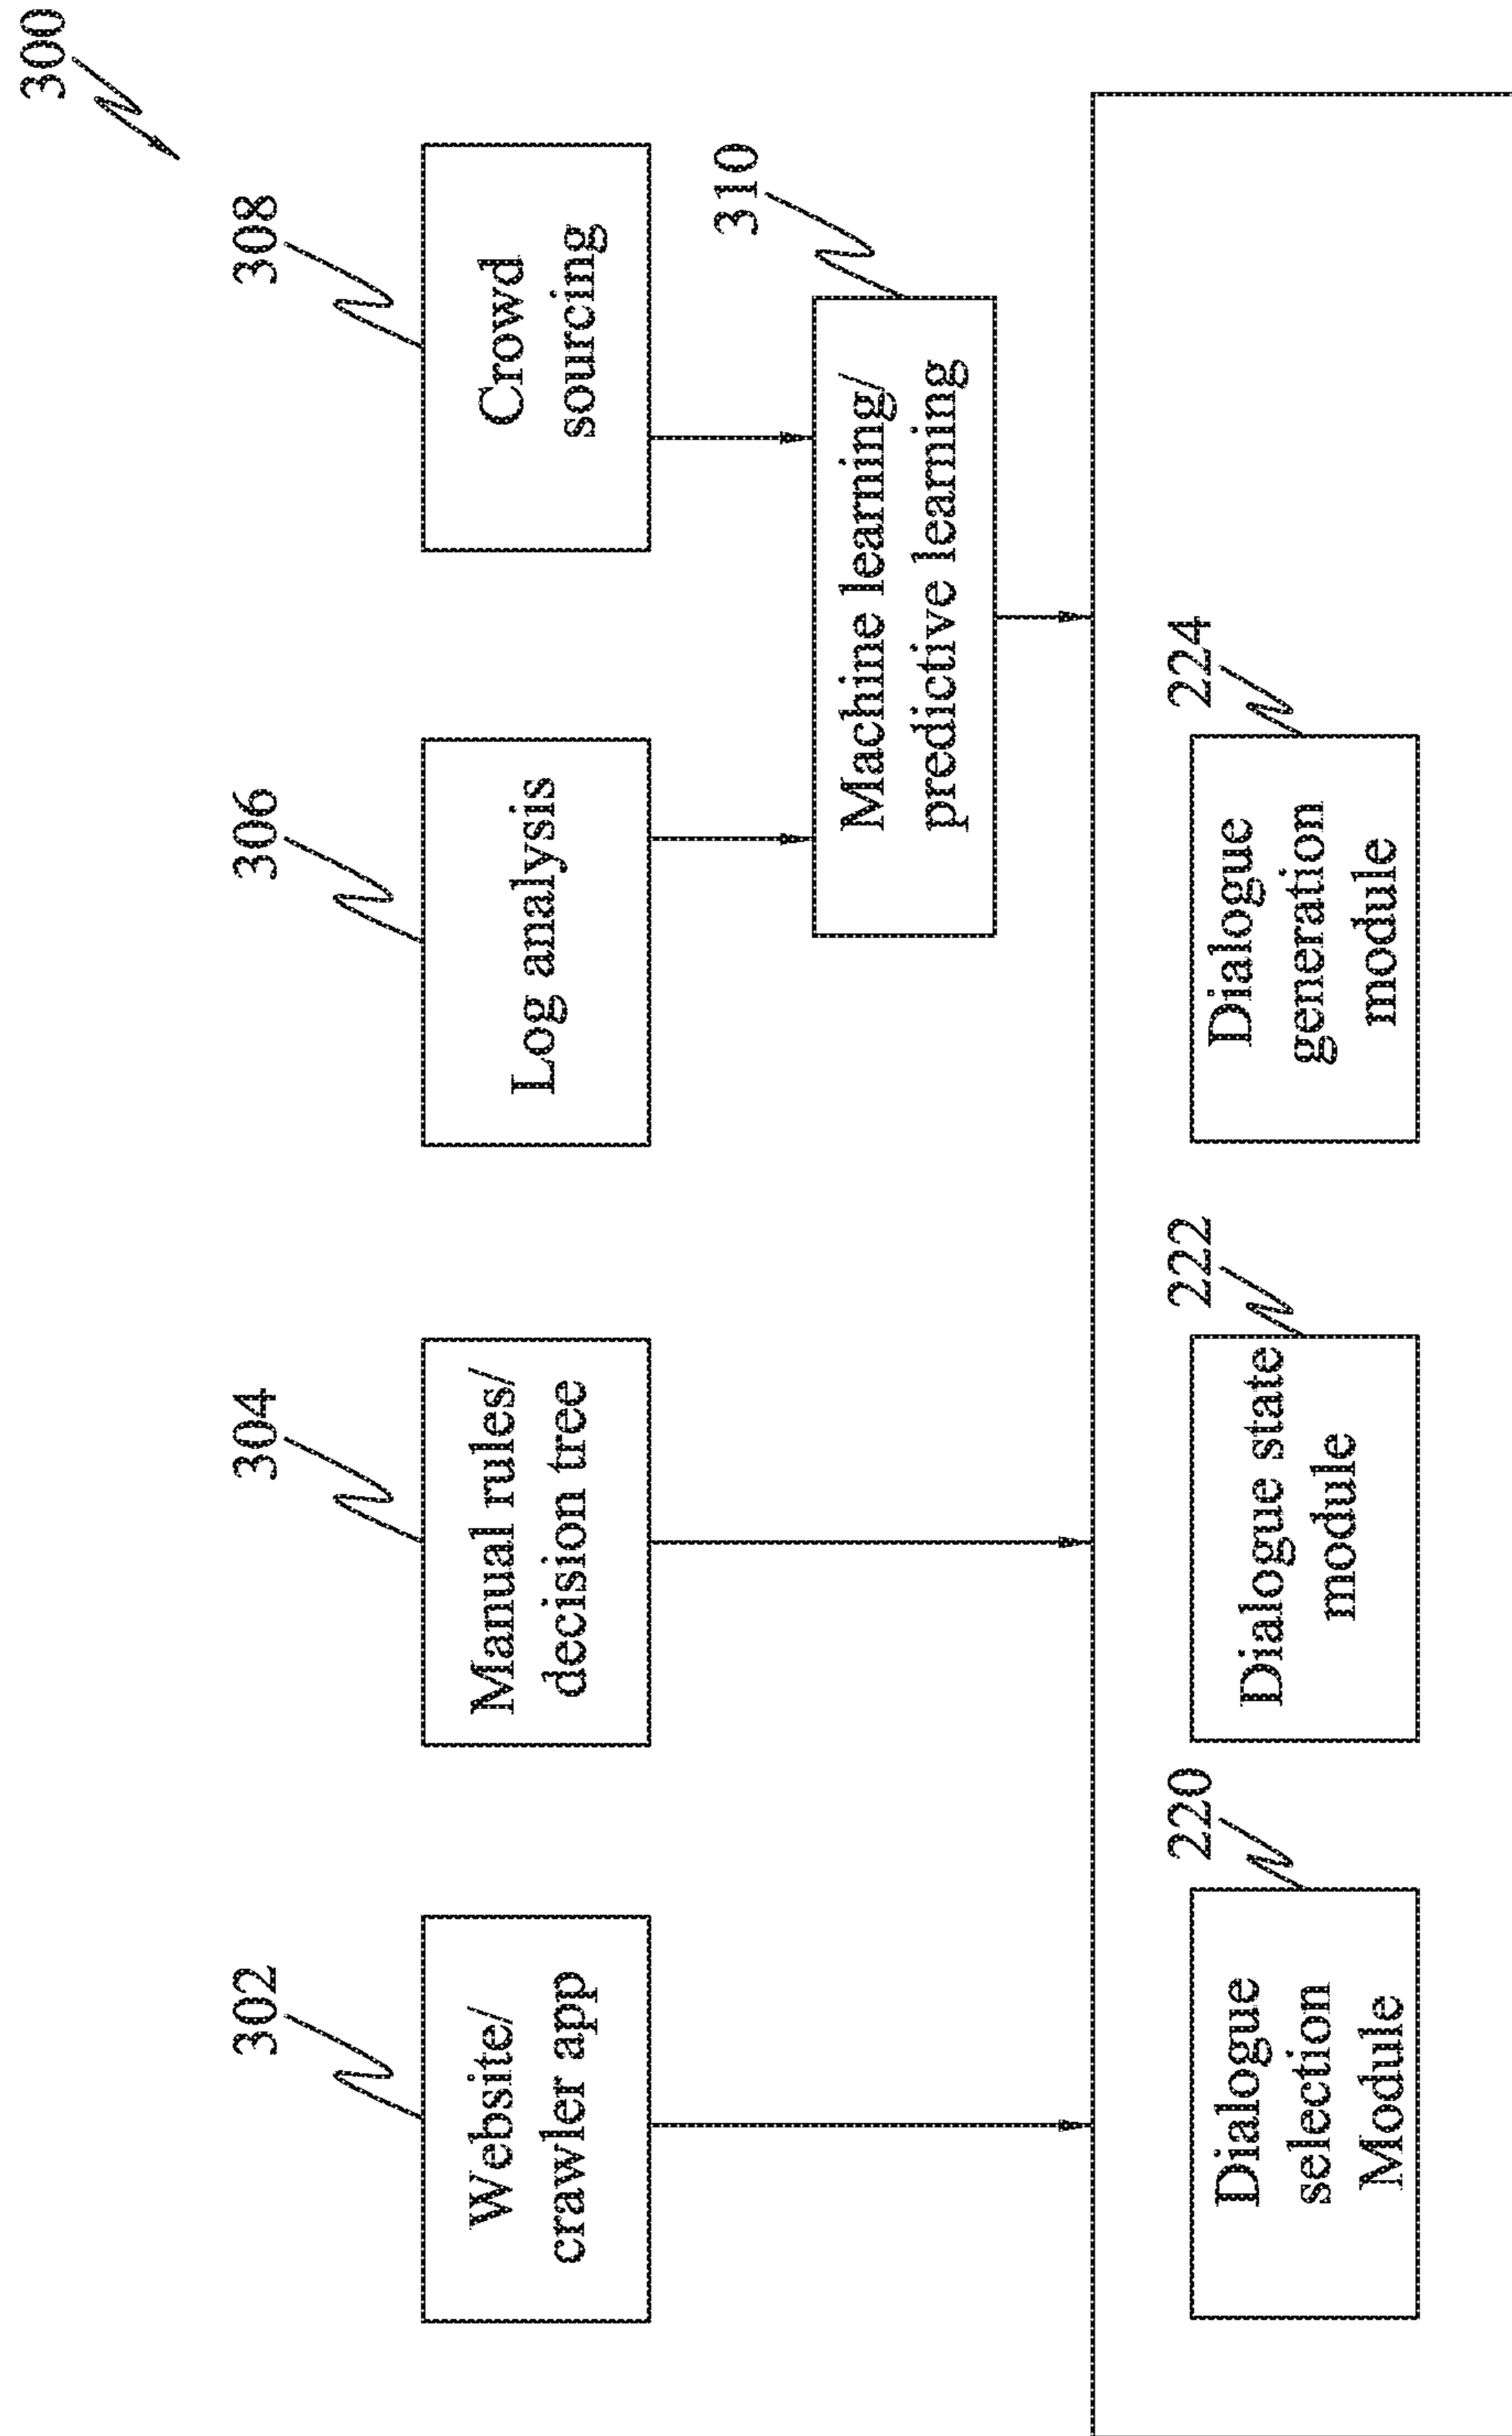 300
302
Website/
crawler app
304
Manual rules/
decision tree
306
Log analysis
308
Crowd
sourcing
310
Machine learning/
predictive learning
220
Dialogue
selection
Module
222
Dialogue state
module
224
Dialogue
generation
module